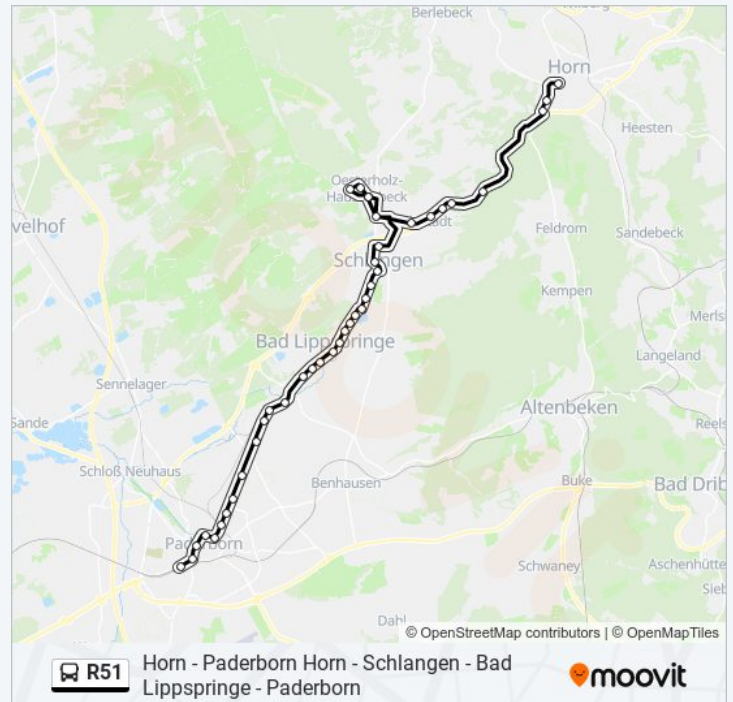 Berlebeck
Horn
Heesten
Oesterholz-
Feldrom
Sandebeck
velhof
Schlangen
Kempen
Merls
Bad Lippspringe
Langeland
Sennelager
Altenbeken
Sande
Reels
Schloß Neuhaus
Benhausen
Buke
Bad Drib
Paderborn
Schwaney
Aschenhütte
Sieb
Dahl
© OpenStreetMap contributors | © OpenMapTiles
R51
Horn - Paderborn Horn - Schlangen - Bad
Lippspringe - Paderborn
moovit